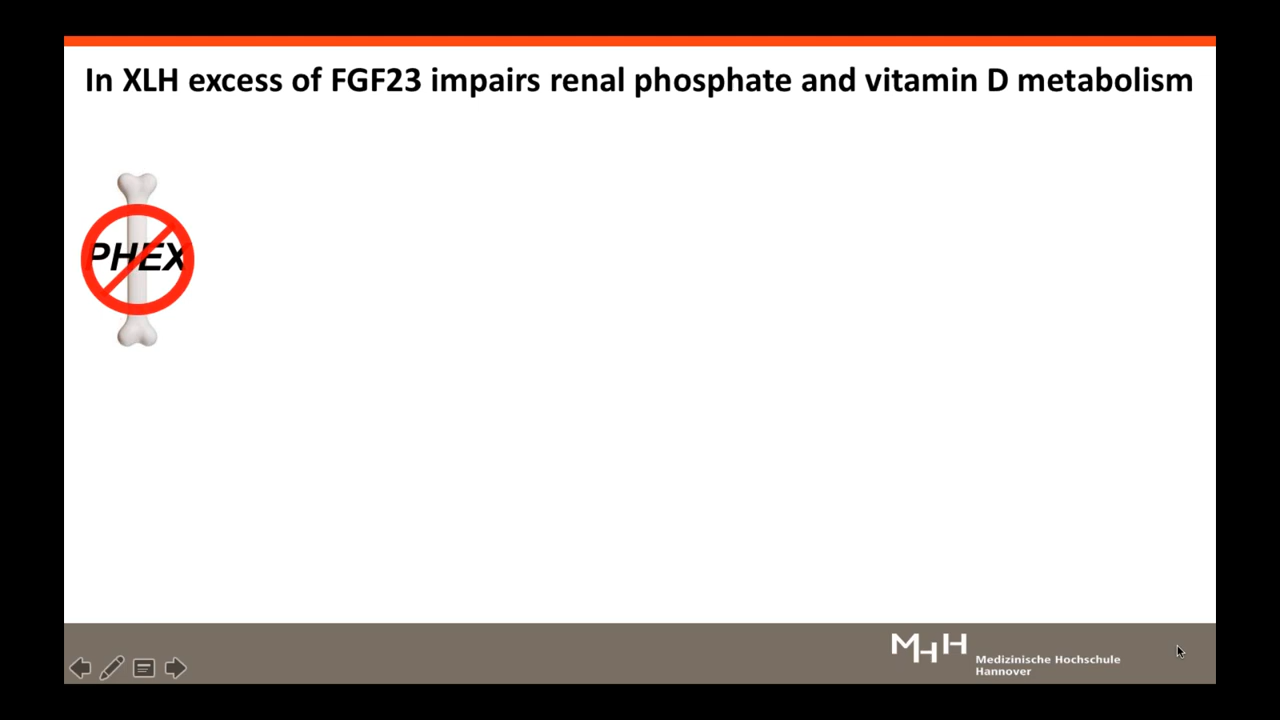 In XLH excess of FGF23 impairs renal phosphate and vitamin D metabolism
PHEX
MHH
Medizinische Hochschule
Hannover